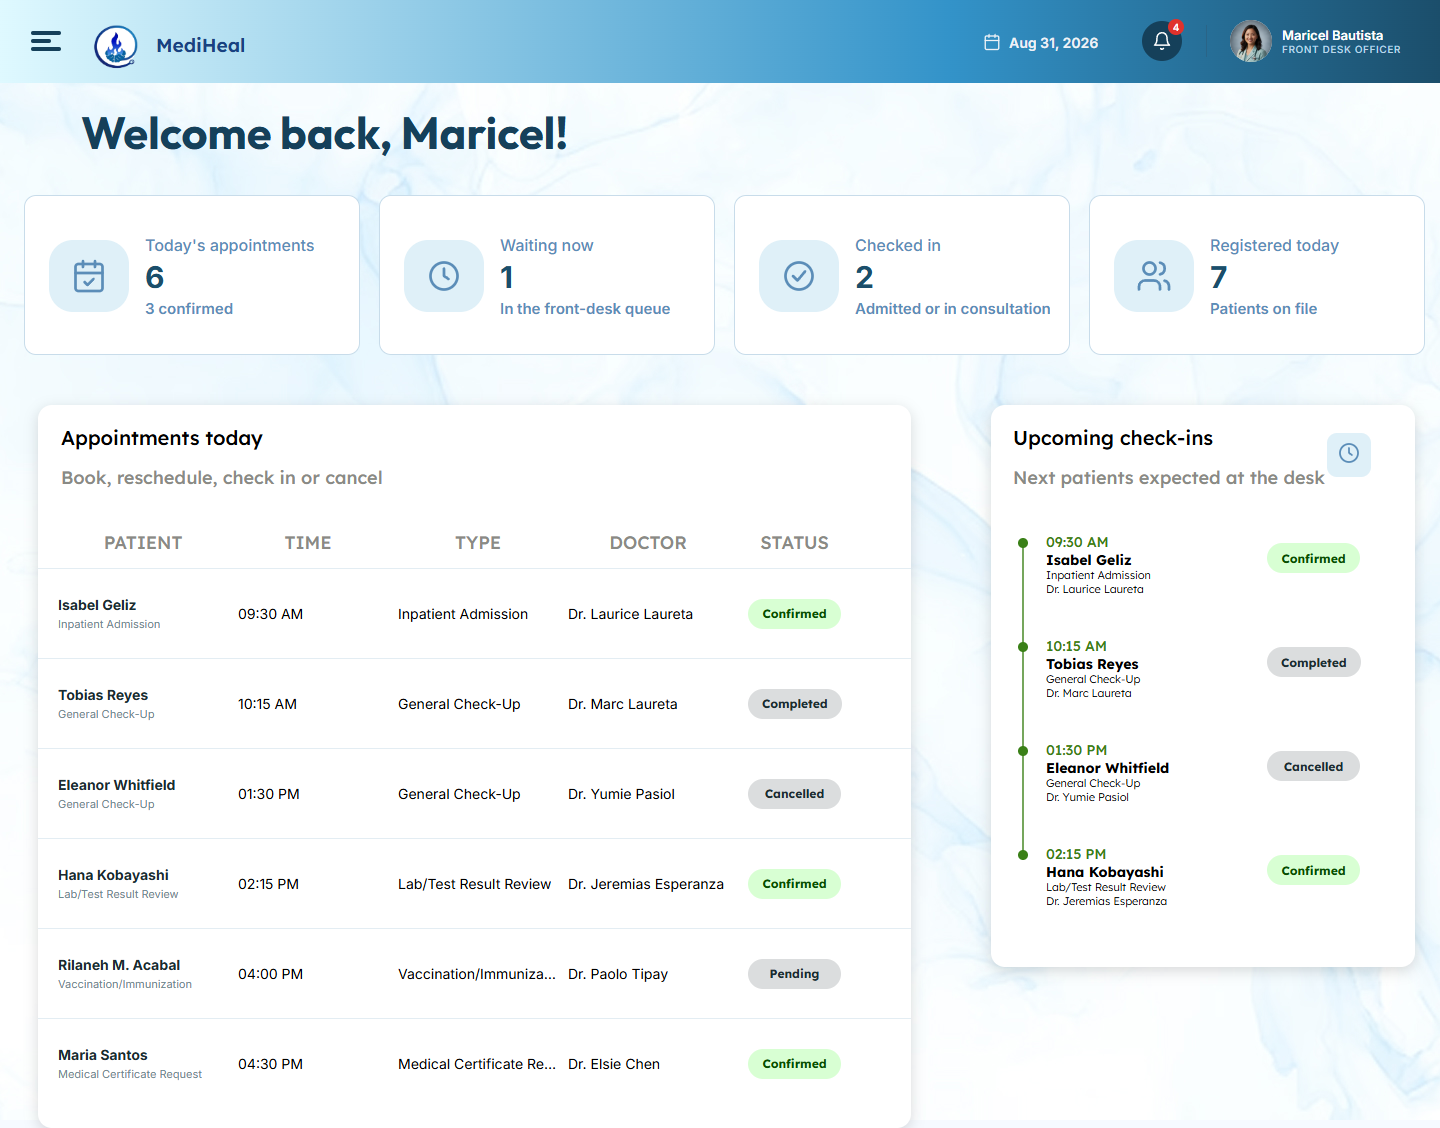 MediHeal
Aug 31, 2026
4
Maricel Bautista
FRONT DESK OFFICER
Welcome back, Maricel!
Today's appointments
6
3 confirmed
Waiting now
1
In the front-desk queue
Checked in
2
Admitted or in consultation
Registered today
7
Patients on file
Appointments today
Book, reschedule, check in or cancel
PATIENT TIME TYPE DOCTOR STATUS
Isabel Geliz
Inpatient Admission
09:30 AM Inpatient Admission Dr. Laurice Laureta Confirmed
Tobias Reyes
General Check-Up
10:15 AM General Check-Up Dr. Marc Laureta Completed
Eleanor Whitfield
General Check-Up
01:30 PM General Check-Up Dr. Yumie Pasiol Cancelled
Hana Kobayashi
Lab/Test Result Review
02:15 PM Lab/Test Result Review Dr. Jeremias Esperanza Confirmed
Rilaneh M. Acabal
Vaccination/Immunization
04:00 PM Vaccination/Immuniza... Dr. Paolo Tipay Pending
Maria Santos
Medical Certificate Request
04:30 PM Medical Certificate Re... Dr. Elsie Chen Confirmed
Upcoming check-ins
Next patients expected at the desk
09:30 AM
Isabel Geliz
Inpatient Admission
Dr. Laurice Laureta
Confirmed
10:15 AM
Tobias Reyes
General Check-Up
Dr. Marc Laureta
Completed
01:30 PM
Eleanor Whitfield
General Check-Up
Dr. Yumie Pasiol
Cancelled
02:15 PM
Hana Kobayashi
Lab/Test Result Review
Dr. Jeremias Esperanza
Confirmed